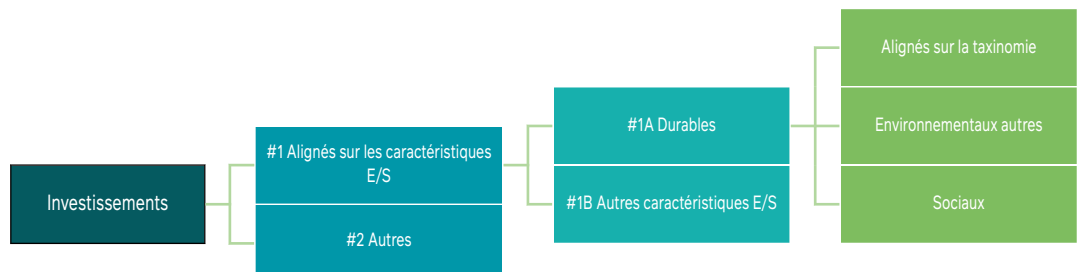 Investissements
#1 Alignés sur les caractéristiques
E/S
#2 Autres
#1A Durables
#1B Autres caractéristiques E/S
Alignés sur la taxinomie
Environnementaux autres
Sociaux